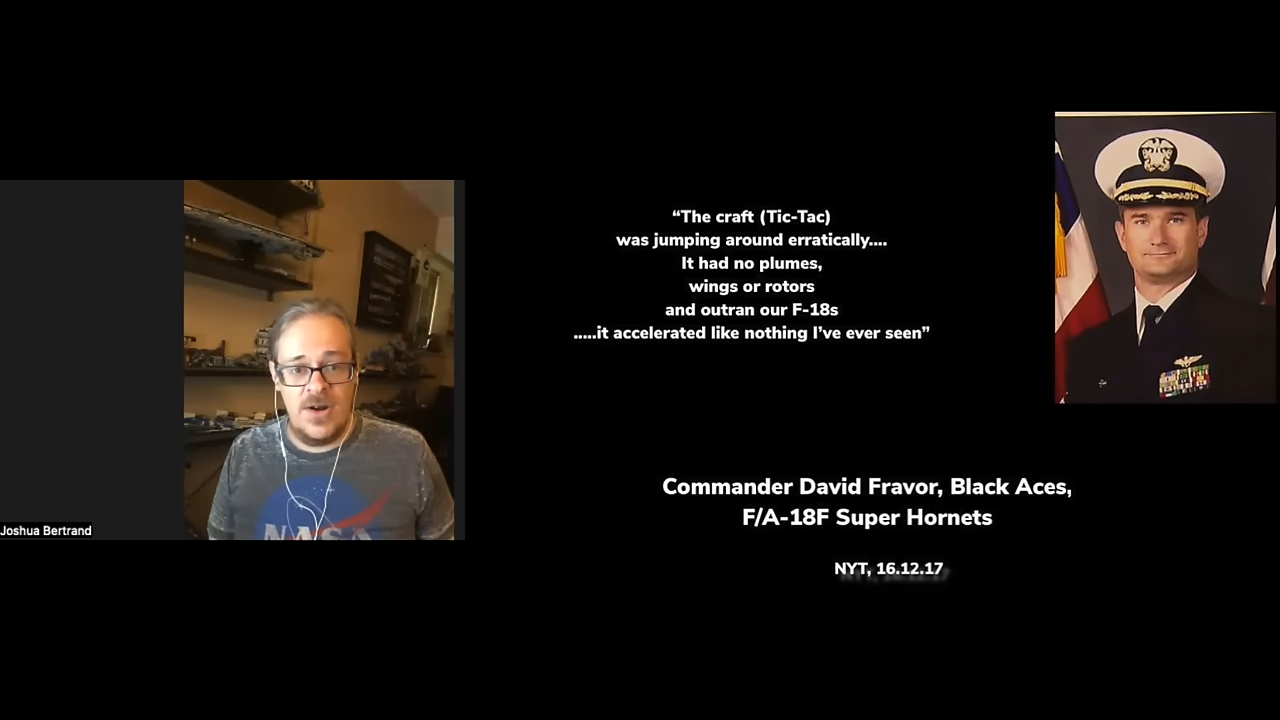 “The craft (Tic-Tac)
was jumping around erratically....
It had no plumes,
wings or rotors
and outran our F-18s
.....it accelerated like nothing I’ve ever seen”
Commander David Fravor, Black Aces,
F/A-18F Super Hornets
NYT, 16.12.17
NASA
Joshua Bertrand